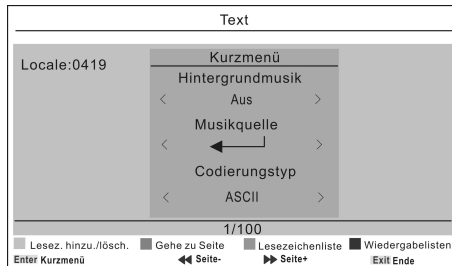 Text
Locale:0419
Kurzmenü
Hintergrundmusik
< Aus >
Musikquelle
< >
Codierungstyp
< ASCII >
1/100
Lesez. hinzu./lösch. Gehe zu Seite Lesezeichenliste Wiedergabelisten
Enter Kurzmenü Seite- Seite+ Exit Ende